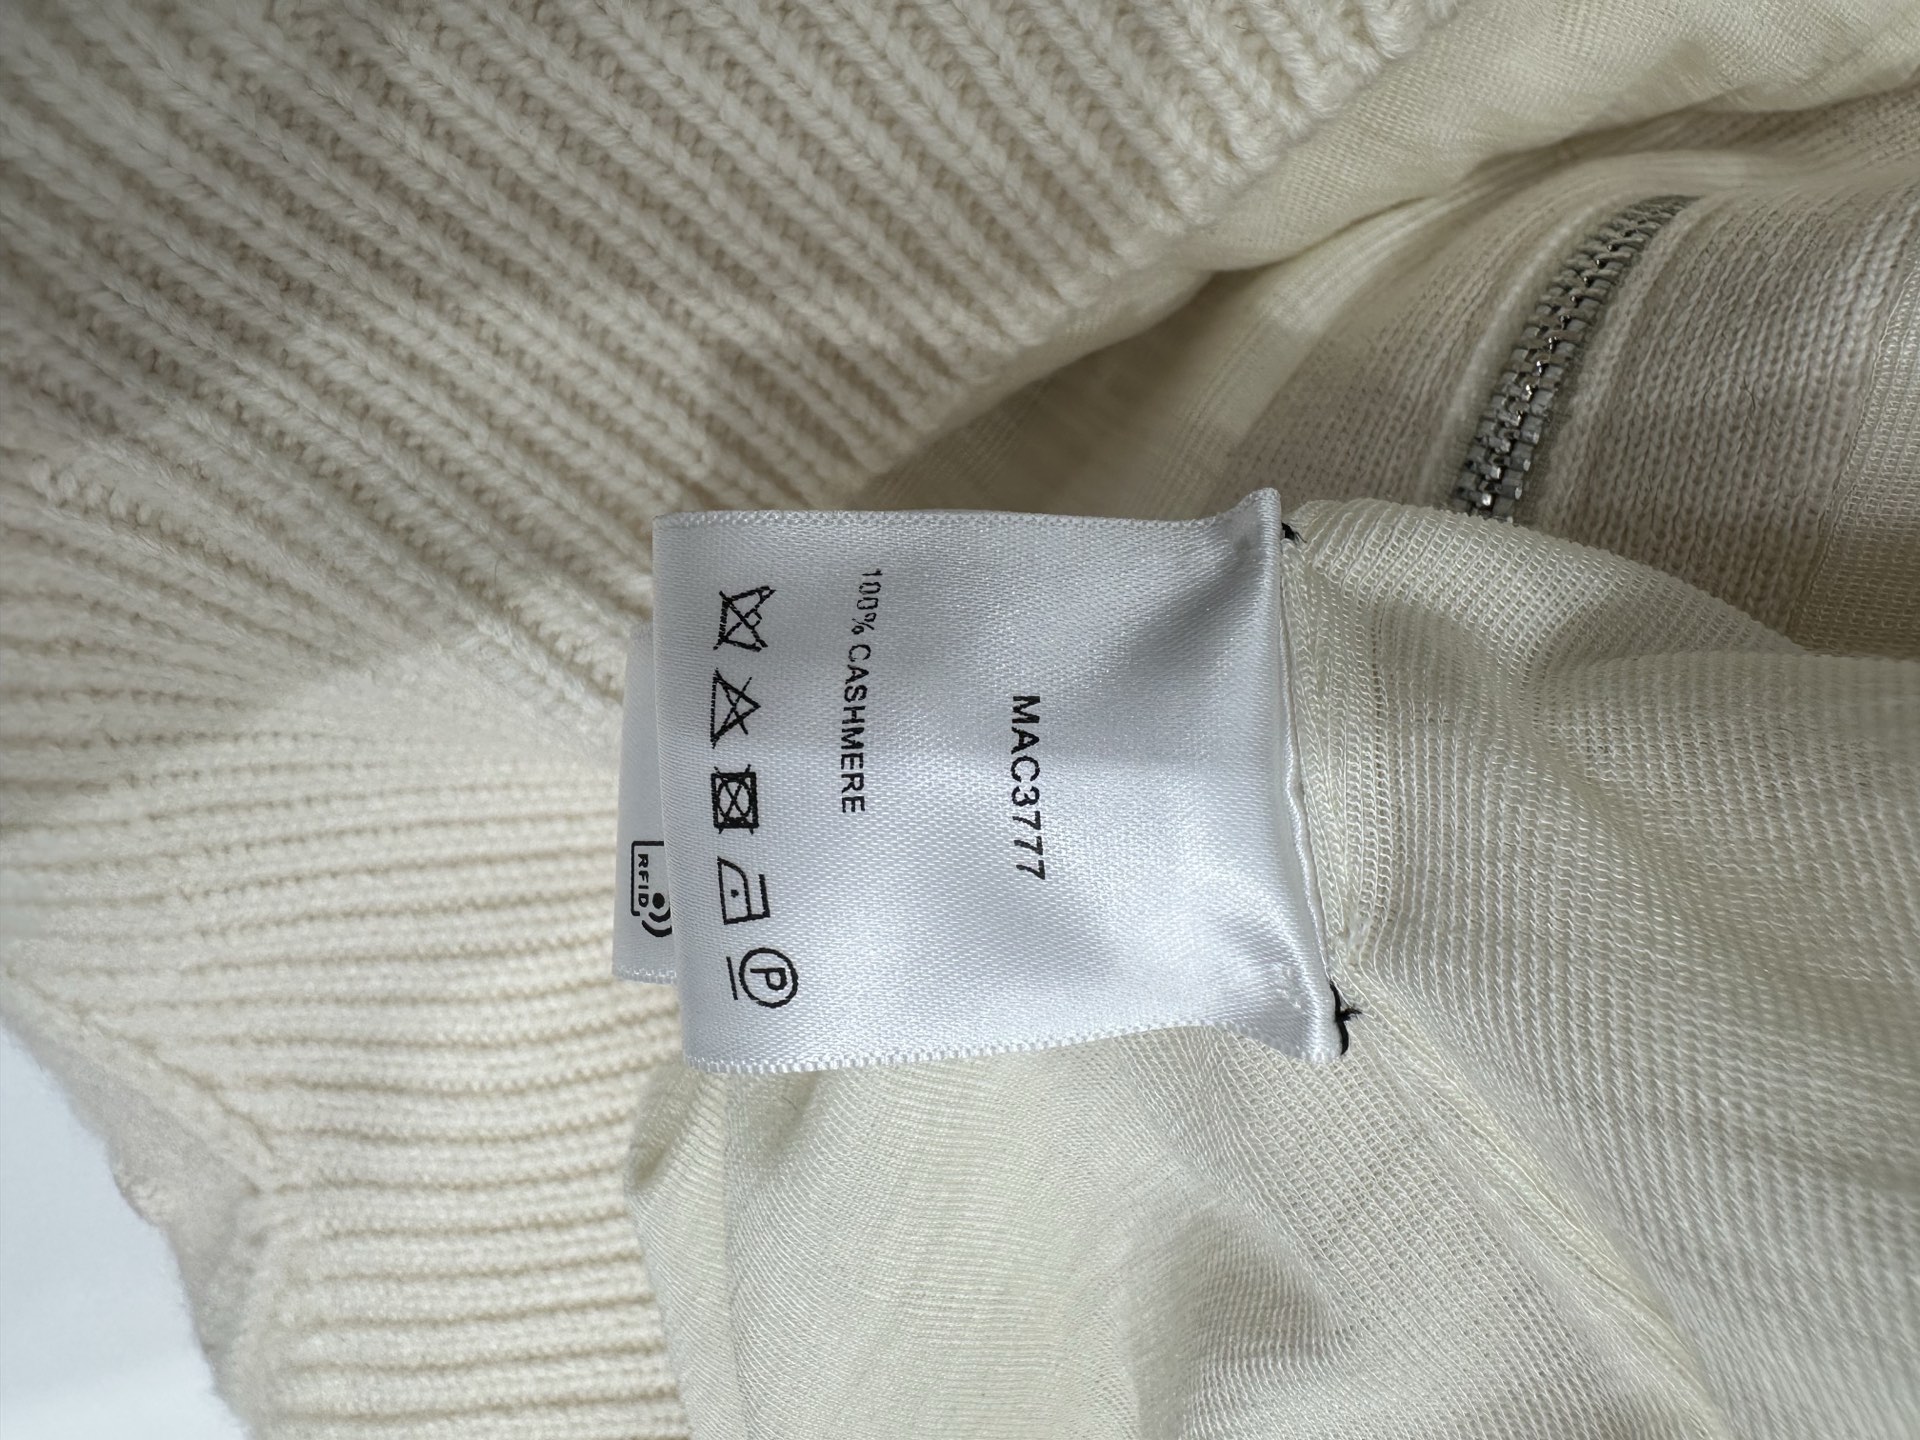 MAC3777
100% CASHMERE
P
RFID